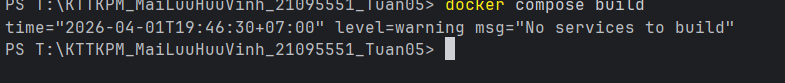 PS T:\KTTKPM_MaiLuuHuuVinh_21095551_Tuan05> docker compose build
time="2026-04-01T19:46:30+07:00" level=warning msg="No services to build"
PS T:\KTTKPM_MaiLuuHuuVinh_21095551_Tuan05>